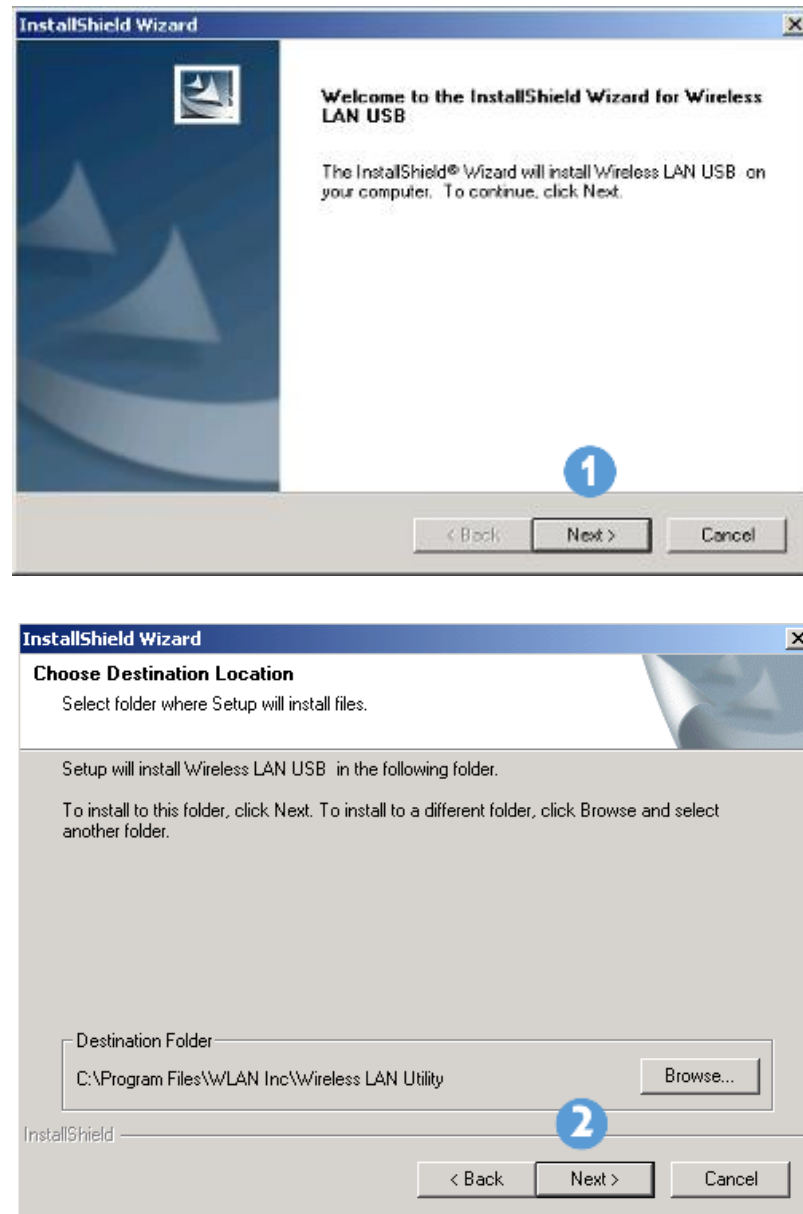 InstallShield Wizard
Welcome to the InstallShield Wizard for Wireless
LAN USB
The InstallShield® Wizard will install Wireless LAN USB on
your computer. To continue, click Next.
1
< Back Next > Cancel
InstallShield Wizard
Choose Destination Location
Select folder where Setup will install files.
Setup will install Wireless LAN USB in the following folder.
To install to this folder, click Next. To install to a different folder, click Browse and select
another folder.
Destination Folder
C:\Program Files\WLAN Inc\Wireless LAN Utility Browse...
2
InstallShield
< Back Next > Cancel